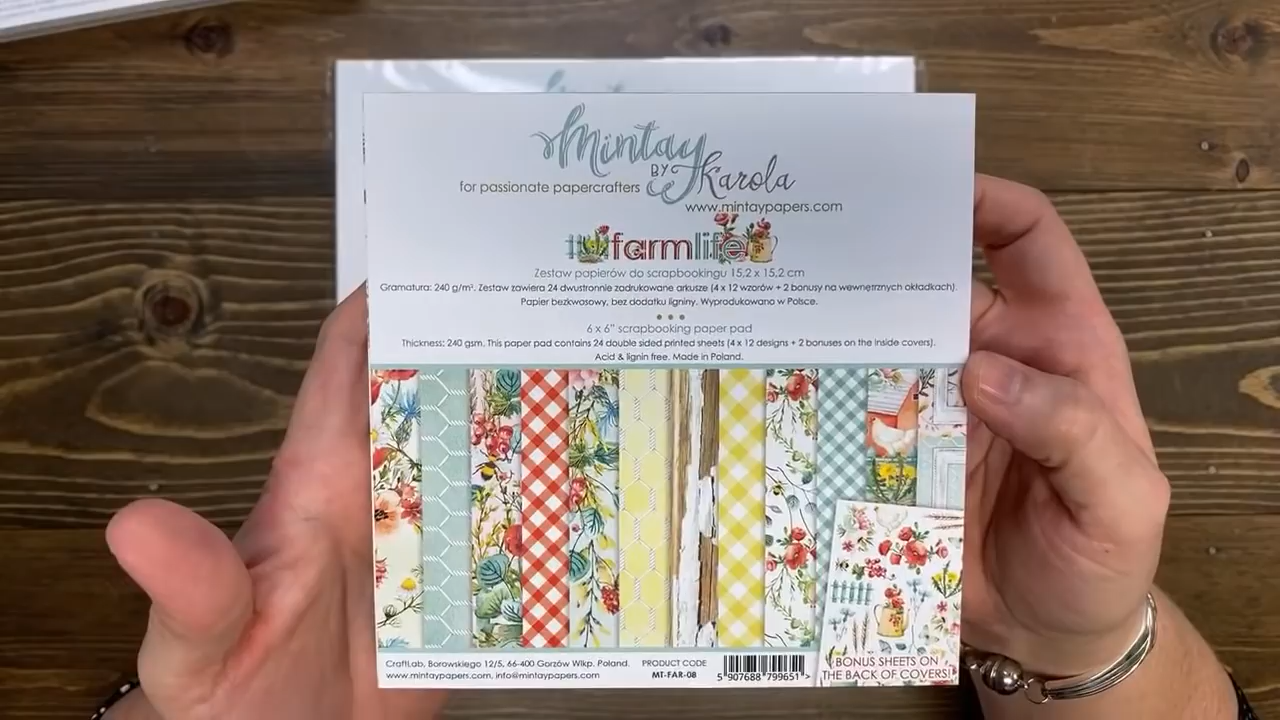 Mintay
BY Karola
for passionate papercrafters
www.mintaypapers.com
farmlife
Zestaw papierów do scrapbookingu 15,2 x 15,2 cm
Gramatura: 240 g/m². Zestaw zawiera 24 dwustronnie zadrukowane arkusze (4 x 12 wzorów + 2 bonusy na wewnętrznych okładkach).
Papier bezkwasowy, bez dodatku ligniny. Wyprodukowano w Polsce.
6 x 6" scrapbooking paper pad
Thickness: 240 gsm. This paper pad contains 24 double sided printed sheets (4 x 12 designs + 2 bonuses on the inside covers).
Acid & lignin free. Made in Poland.
CraftLab, Borowskiego 12/5, 66-400 Gorzów Wlkp. Poland.
www.mintaypapers.com, info@mintaypapers.com
PRODUCT CODE
MT-FAR-08
5 907688 799651 >
BONUS SHEETS ON
THE BACK OF COVERS!